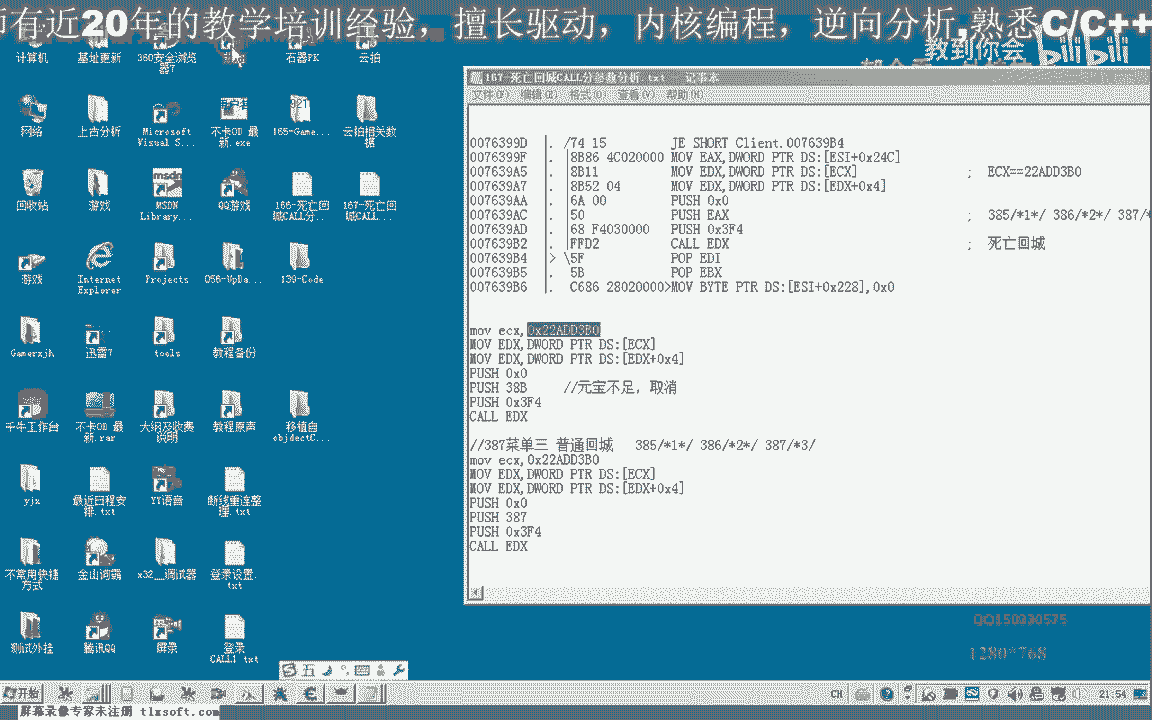 师有近20年的教学培训经验，擅长驱动，内核编程，逆向分析,熟悉C/C++
教到你会 bilibili
计算机 基址更新 360安全浏览器7 石器PK 云拍
167-死亡回城CALL分参数分析.txt - 记事本
文件(F) 编辑(E) 格式(O) 查看(V) 帮助(H)
网络 上古分析 Microsoft Visual S... 不卡OD 最新.exe 165-Game... 云拍相关数据
回收站 游戏 MSDN Library... QQ游戏 166-死亡回城CALL分... 167-死亡回城CALL...
游戏 Internet Explorer Projects 056-UpDa... 139-Code
Gamerxjh 迅雷7 tools 教程备份
千牛工作台 不卡OD 最新.rar 大纲及收费说明 教程原声 移植自objdectC...
yjx 最近日程安排.txt YY语音 断线重连整理.txt
不常用快捷方式 金山词霸 x32__调试器 登录设置.txt
测试外挂 腾讯QQ 屏录 登录CALL1 txt
0076399D |. /74 15 JE SHORT Client.007639B4
0076399F |. |8B86 4C020000 MOV EAX,DWORD PTR DS:[ESI+0x24C]
007639A5 |. |8B11 MOV EDX,DWORD PTR DS:[ECX] ; ECX==22ADD3B0
007639A7 |. |8B52 04 MOV EDX,DWORD PTR DS:[EDX+0x4]
007639AA |. |6A 00 PUSH 0x0
007639AC |. |50 PUSH EAX ; 385/*1*/ 386/*2*/ 387/*
007639AD |. |68 F4030000 PUSH 0x3F4
007639B2 |. |FFD2 CALL EDX ; 死亡回城
007639B4 |> \5F POP EDI
007639B5 |. 5B POP EBX
007639B6 |. C686 28020000>MOV BYTE PTR DS:[ESI+0x228],0x0
mov ecx,0x22ADD3B0
MOV EDX,DWORD PTR DS:[ECX]
MOV EDX,DWORD PTR DS:[EDX+0x4]
PUSH 0x0
PUSH 38B //元宝不足，取消
PUSH 0x3F4
CALL EDX
//387菜单三 普通回城 385/*1*/ 386/*2*/ 387/*3/
mov ecx,0x22ADD3B0
MOV EDX,DWORD PTR DS:[ECX]
MOV EDX,DWORD PTR DS:[EDX+0x4]
PUSH 0x0
PUSH 387
PUSH 0x3F4
CALL EDX
QQ150330575
1280*768
五
开始 CH 21:54
屏幕录像专家未注册 tlxsoft.com